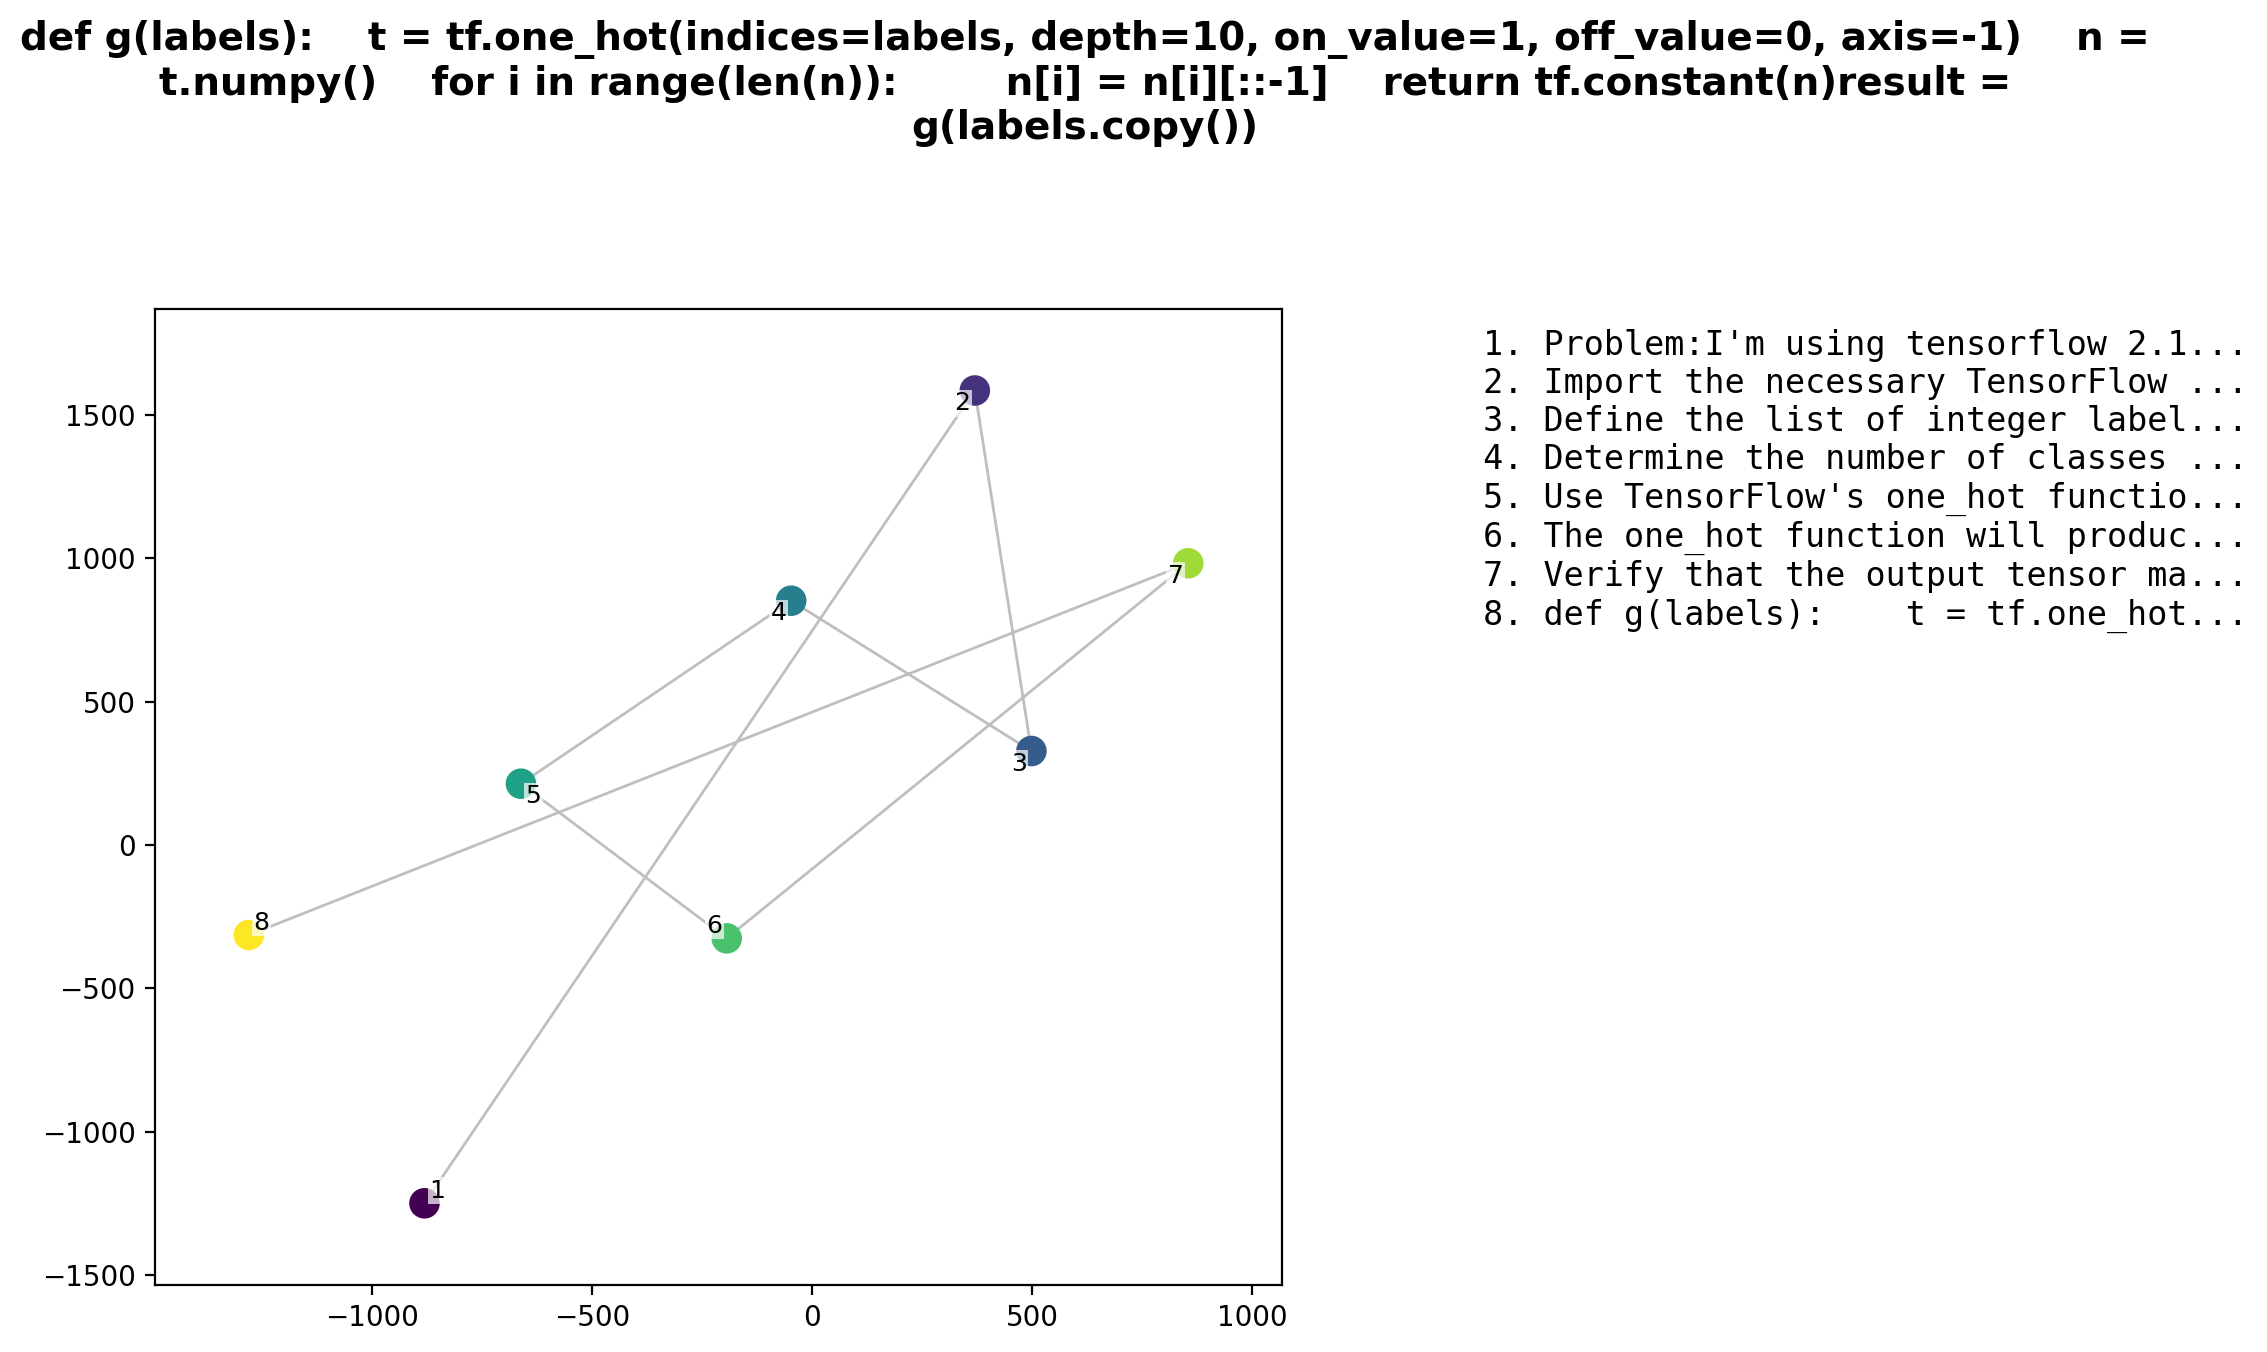 def g(labels):    t = tf.one_hot(indices=labels, depth=10, on_value=1, off_value=0, axis=-1)    n =
t.numpy()    for i in range(len(n)):        n[i] = n[i][::-1]    return tf.constant(n)result =
g(labels.copy())
1. Problem:I'm using tensorflow 2.1...
2. Import the necessary TensorFlow ...
3. Define the list of integer label...
4. Determine the number of classes ...
5. Use TensorFlow's one_hot functio...
6. The one_hot function will produc...
7. Verify that the output tensor ma...
8. def g(labels):    t = tf.one_hot...
1500
1000
500
0
−500
−1000
−1500
2
7
4
3
5
8
6
1
−1000
−500
0
500
1000